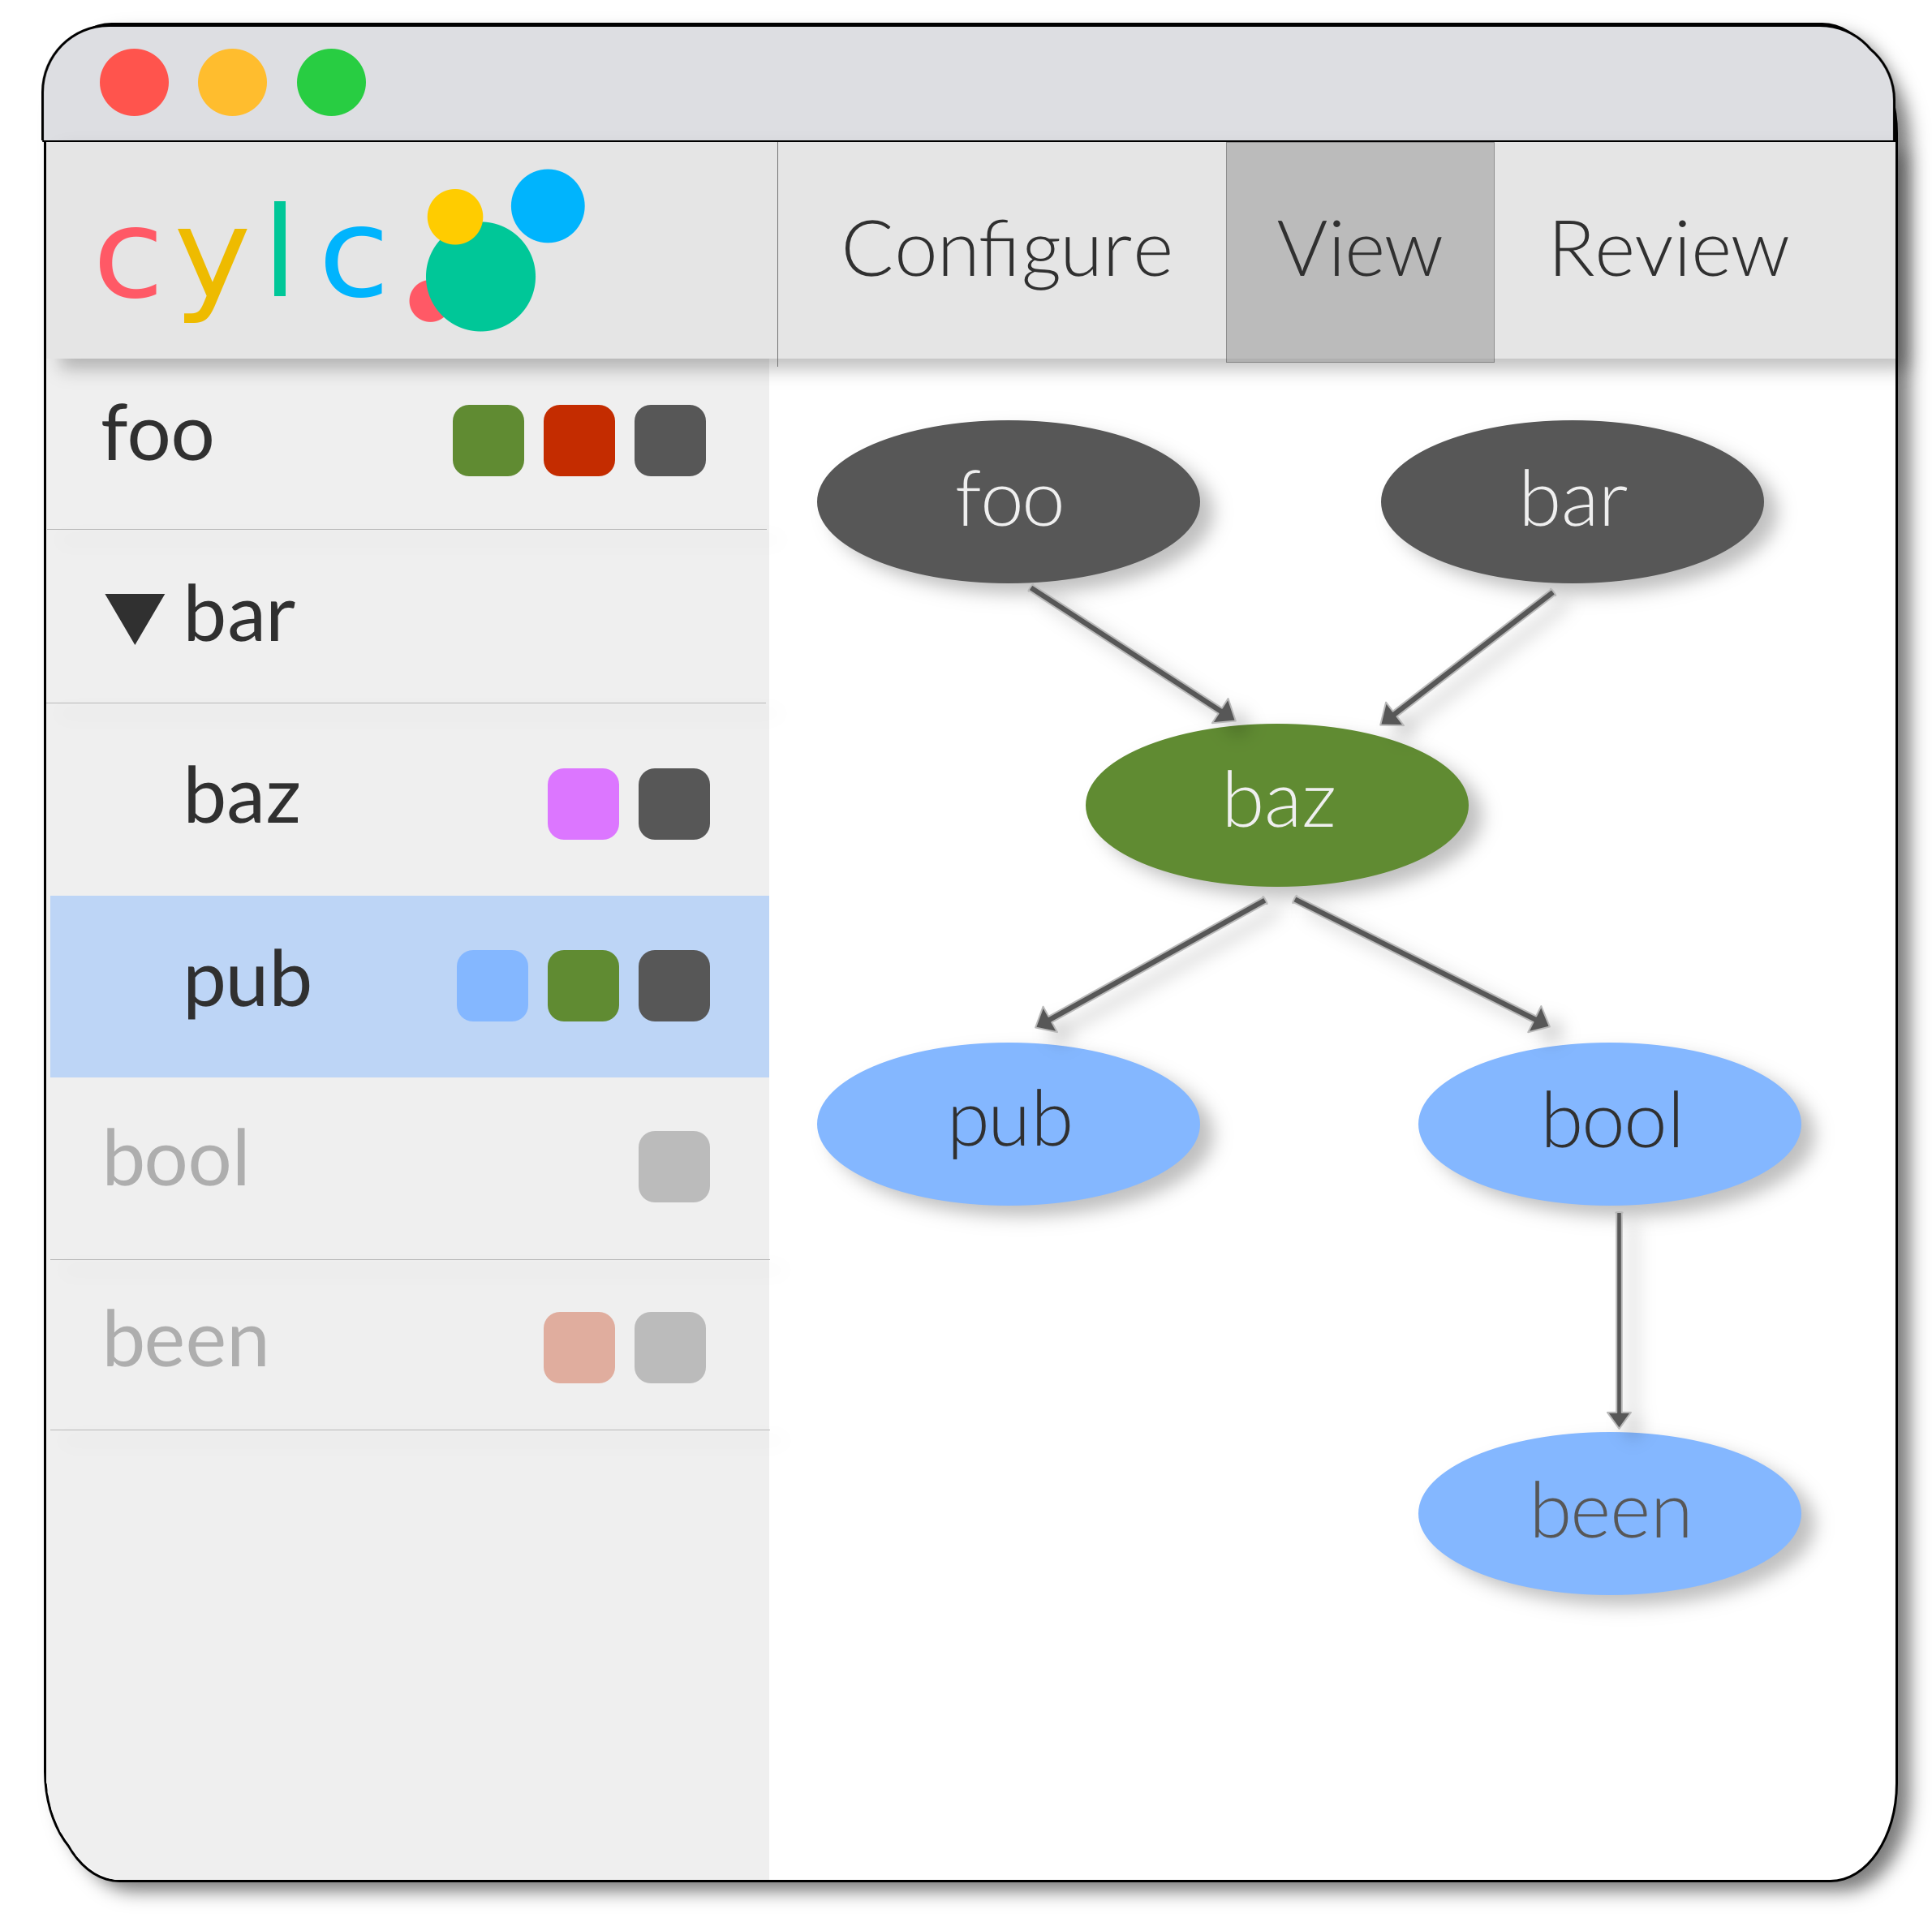 cylc
Configure View Review
foo
bar
baz
pub
bool
been
foo bar
baz
pub bool
been